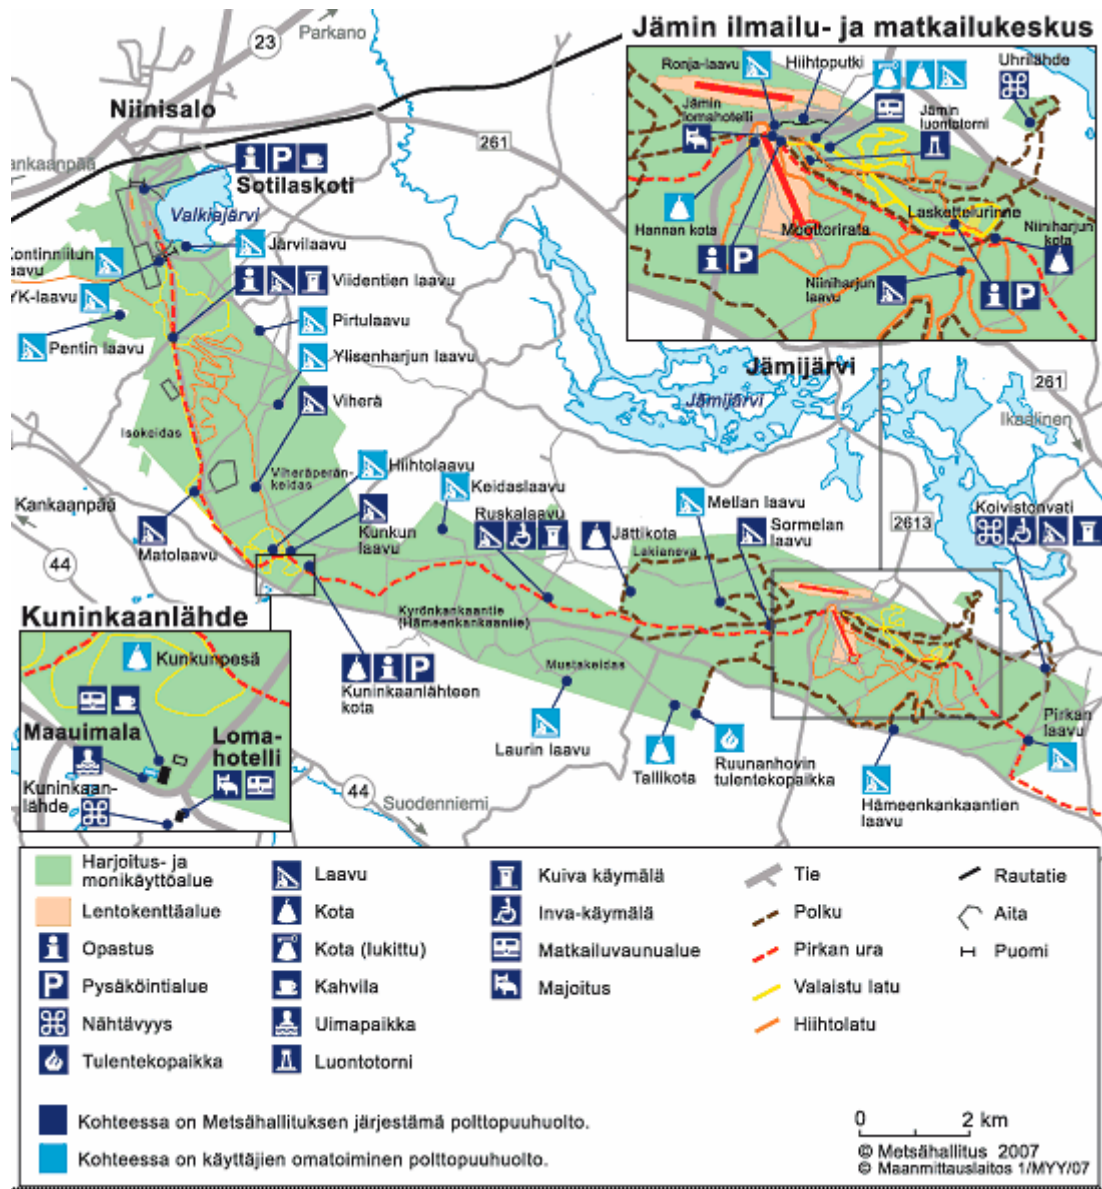 Jämin ilmailu- ja matkailukeskus
Parkano
23
Niinisalo
261
Sotilaskoti
Valkiajärvi
Järvilaavu
Viidentien laavu
Pentin laavu
Pirtulaavu
Ylisenharjun laavu
Viherä
Isokeidas
Viheräperän-
keidas
Hiihtolaavu
Kankaanpää
44
Matolaavu
Kunkun
laavu
Keidaslaavu
Ruskalaavu
Jättikota
Lakianeva
Metlan laavu
Sormelan
laavu
2613
Koivistonvati
Ronja-laavu
Hiihtoputki
Uhrilähde
Jämin
lomahotelli
Jämin
luontotorni
Hannan kota
Moottorirata
Laskettelurinne
Niiniharjun
kota
Niiniharjun
laavu
Jämijärvi
Jämijärvi
261
Ikaalinen
Kyrönkankaantie
(Hämeenkankaantie)
Mustakeidas
Kuninkaanlähteen
kota
Laurin laavu
Tallikota
Ruunanhovin
tulentekopaikka
Hämeenkankaantien
laavu
Pirkan
laavu
44
Suodenniemi
Kuninkaanlähde
Kunkunpesä
Maauimala
Loma-
hotelli
Kuninkaan-
lähde
Harjoitus- ja
monikäyttöalue
Lentokenttäalue
Opastus
P Pysäköintialue
Nähtävyys
Tulentekopaikka
Laavu
Kota
Kota (lukittu)
Kahvila
Uimapaikka
Luontotorni
Kuiva käymälä
Inva-käymälä
Matkailuvaunualue
Majoitus
Tie
Polku
Pirkan ura
Valaistu latu
Hiihtolatu
Rautatie
Aita
Puomi
Kohteessa on Metsähallituksen järjestämä polttopuuhuolto.
Kohteessa on käyttäjien omatoiminen polttopuuhuolto.
0 2 km
© Metsähallitus 2007
© Maanmittauslaitos 1/MYY/07